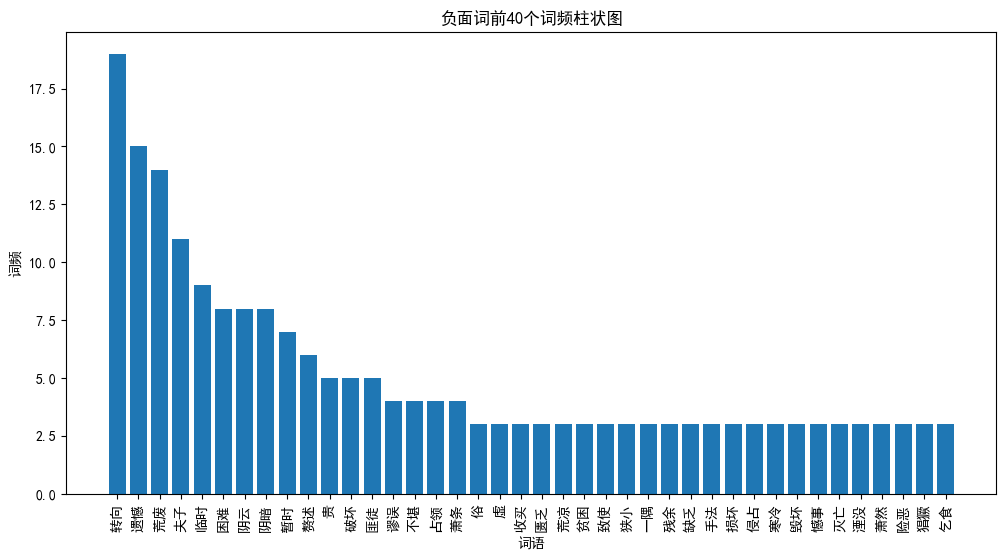 负面词前40个词频柱状图
词频
17.5
15.0
12.5
10.0
7.5
5.0
2.5
0.0
转向
遗憾
荒废
夫子
临时
困难
阴云
阴暗
暂时
赘述
贵
破坏
匪徒
谬误
不堪
占领
萧条
俗
虚
收买
匮乏
荒凉
贫困
致使
狭小
一隅
残余
缺乏
手法
损坏
侵占
寒冷
毁坏
憾事
灭亡
湮没
萧然
险恶
猖獗
乞食
词语